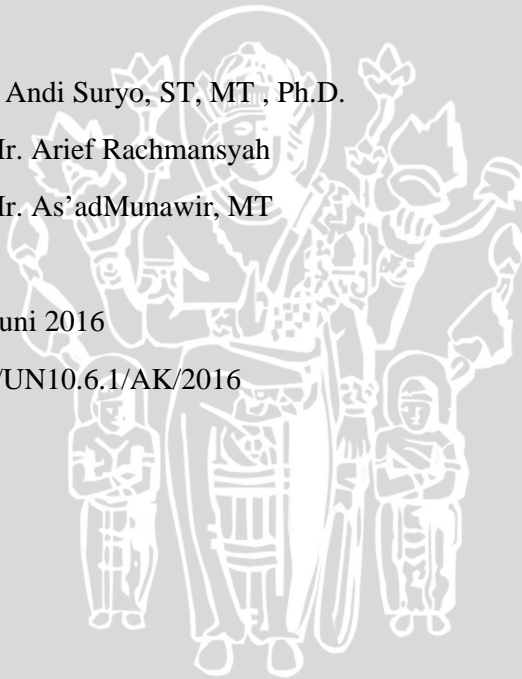 Andi Suryo, ST, MT , Ph.D.
Ir. Arief Rachmansyah
Ir. As’adMunawir, MT
uni 2016
/UN10.6.1/AK/2016